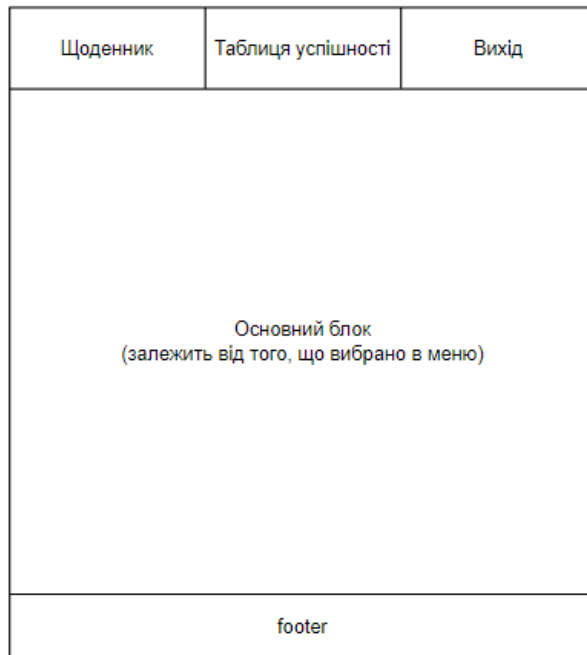 Щоденник
Таблиця успішності
Вихід
Основний блок
(залежить від того, що вибрано в меню)
footer